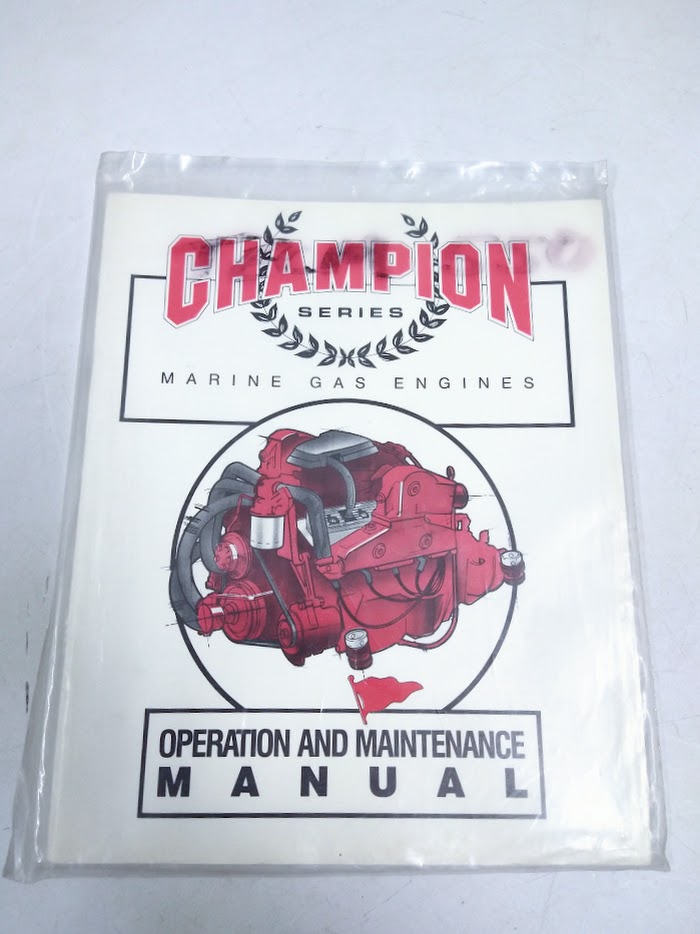 CHAMPION
SERIES
MARINE GAS ENGINES
OPERATION AND MAINTENANCE
MANUAL